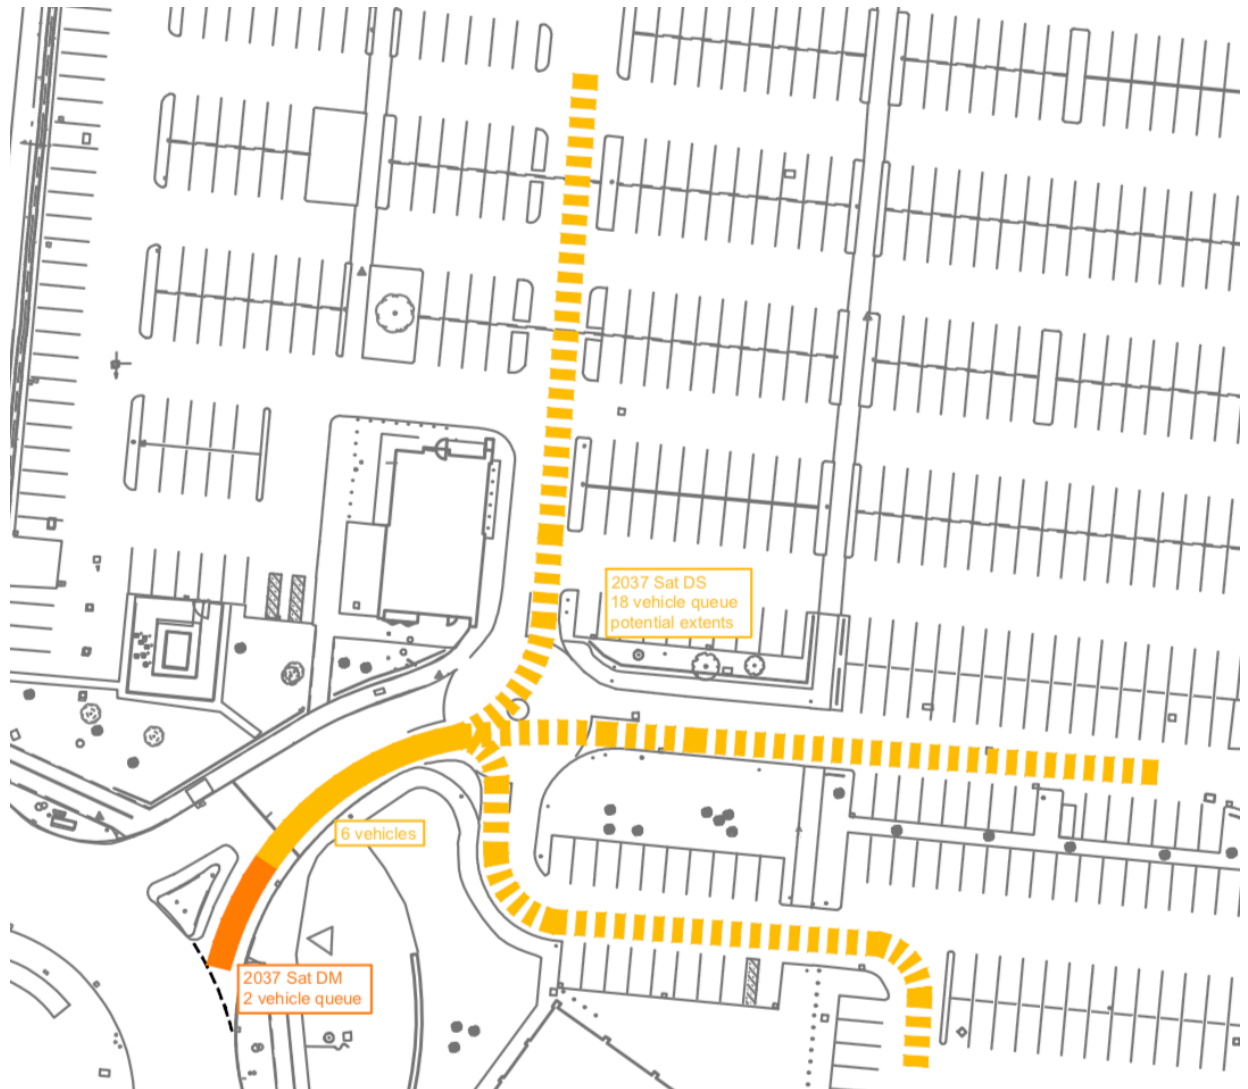 2037 Sat DS
18 vehicle queue
potential extents
6 vehicles
2037 Sat DM
2 vehicle queue